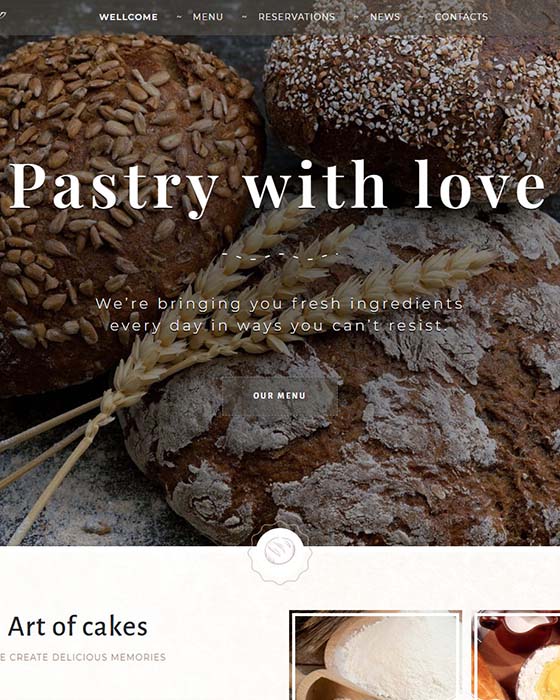 WELLCOME ~ MENU ~ RESERVATIONS ~ NEWS ~ CONTACTS
Pastry with love
We're bringing you fresh ingredients
every day in ways you can't resist.
OUR MENU
Art of cakes
E CREATE DELICIOUS MEMORIES